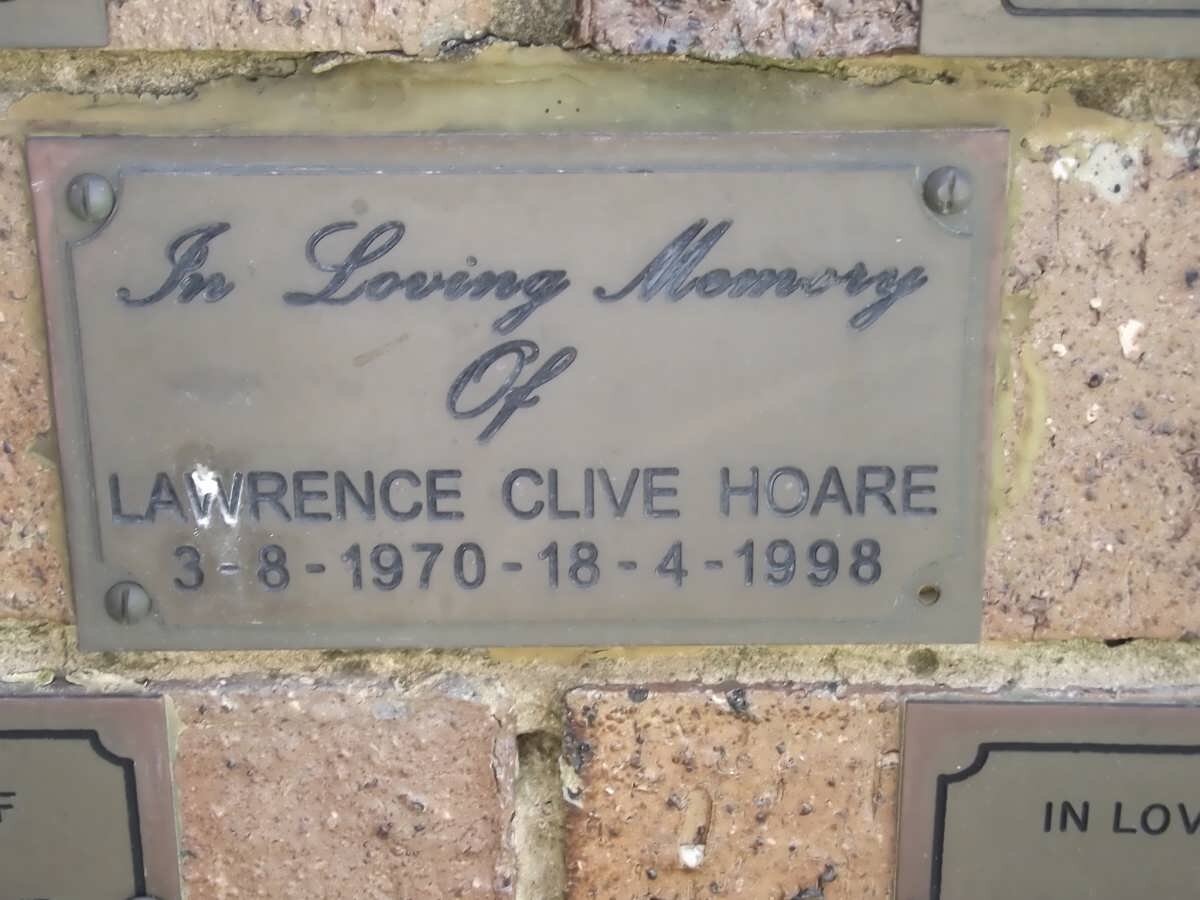 In Loving Memory
Of
LAWRENCE CLIVE HOARE
3-8-1970-18-4-1998
IN LOV